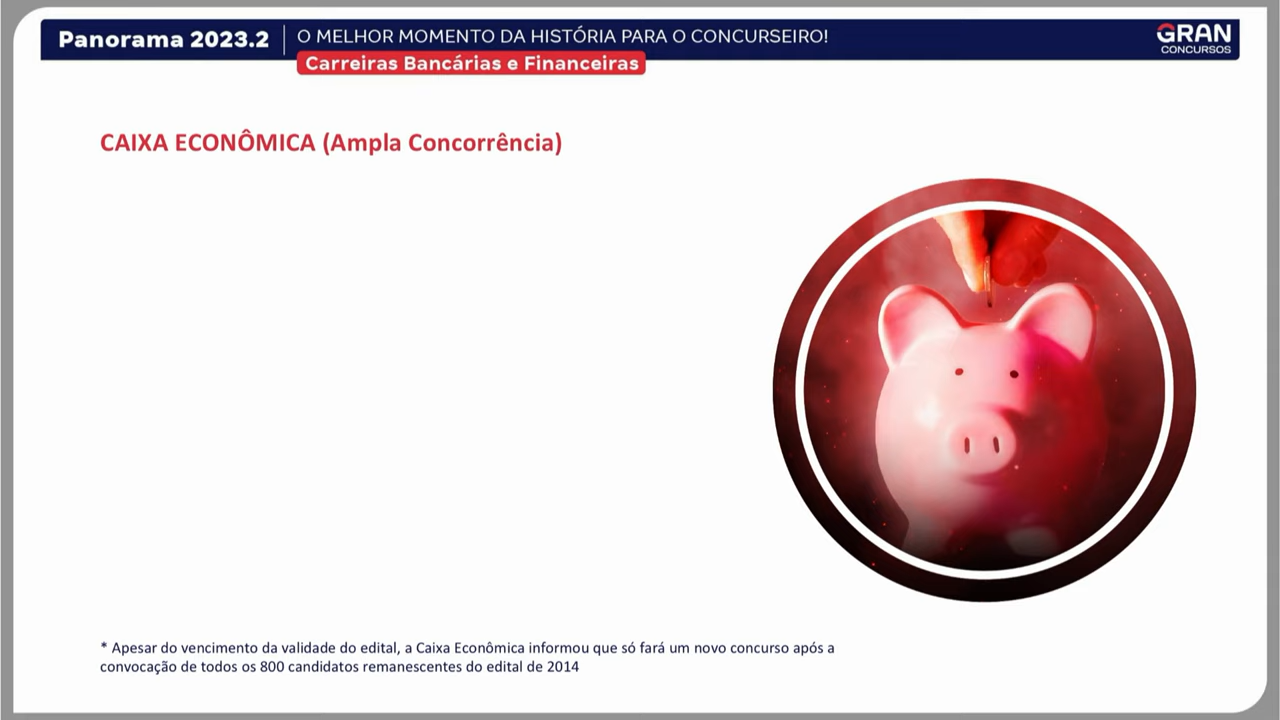 Panorama 2023.2
O MELHOR MOMENTO DA HISTÓRIA PARA O CONCURSEIRO!
Carreiras Bancárias e Financeiras
GRAN
CONCURSOS
CAIXA ECONÔMICA (Ampla Concorrência)
* Apesar do vencimento da validade do edital, a Caixa Econômica informou que só fará um novo concurso após a
convocação de todos os 800 candidatos remanescentes do edital de 2014